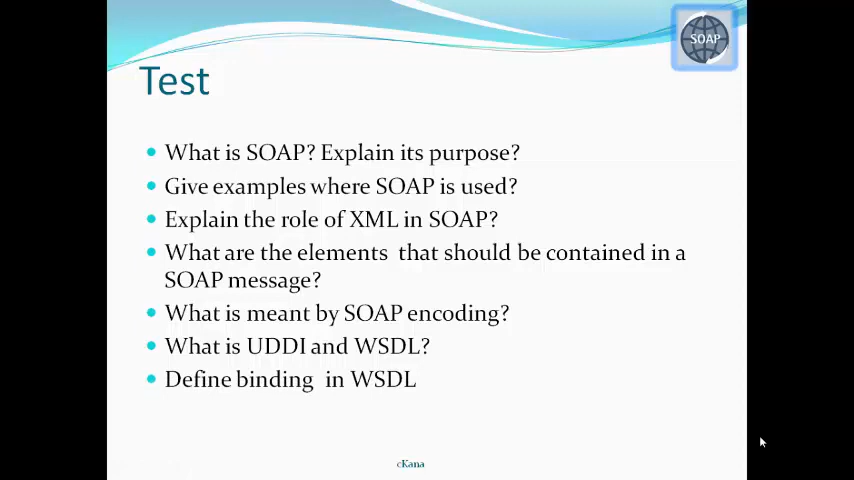 SOAP
Test
• What is SOAP? Explain its purpose?
• Give examples where SOAP is used?
• Explain the role of XML in SOAP?
• What are the elements  that should be contained in a
SOAP message?
• What is meant by SOAP encoding?
• What is UDDI and WSDL?
• Define binding  in WSDL
cKana